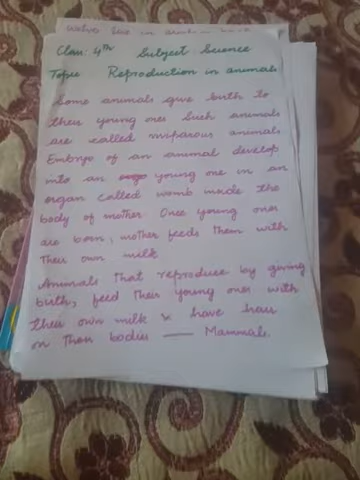 Class: 4th Subject Science
Topic Reproduction in animals
Some animals give birth to
their young ones Such animals
are called viviparous animals
Embryo of an animal develop
into an young one in an
organ called womb inside the
body of mother Once young ones
are born, mother feeds them with
their own milk
Animals that reproduce by giving
birth, feed their young ones with
their own milk & have hair
on their bodies — Mammals